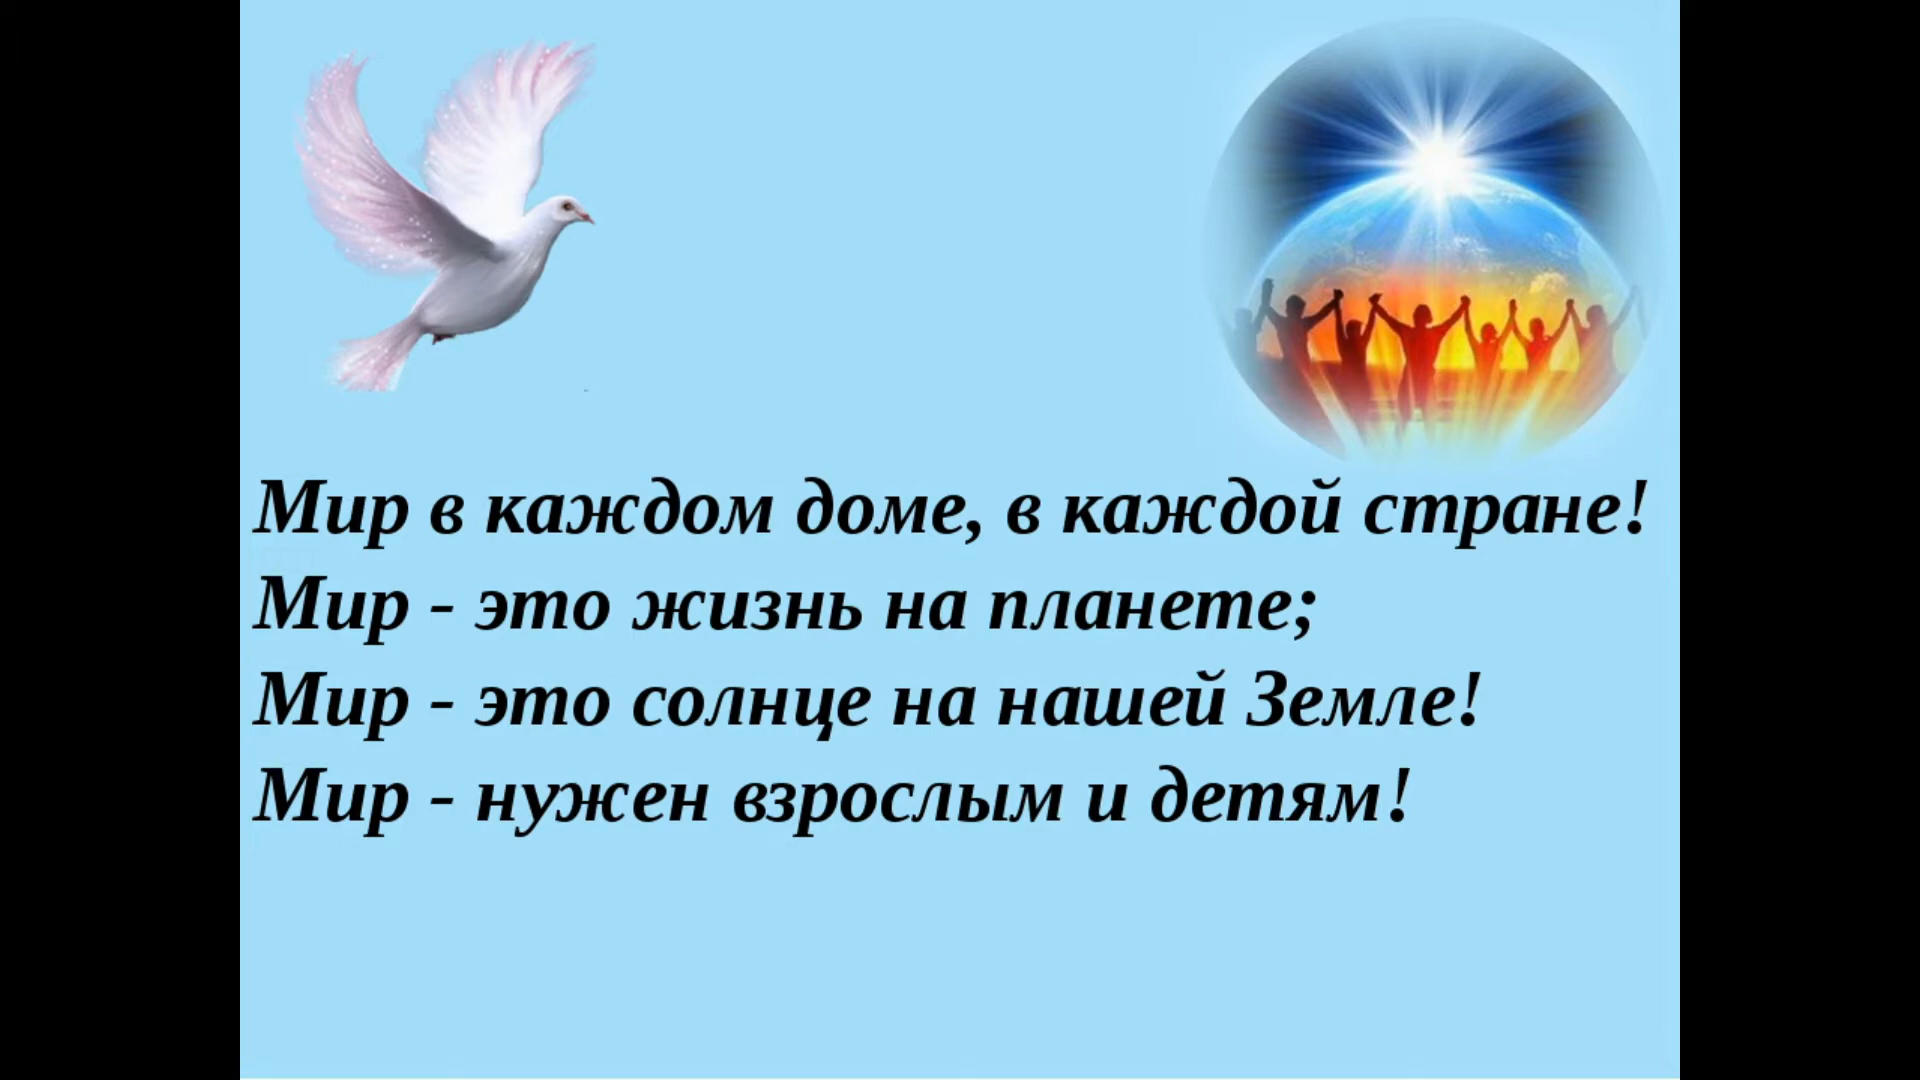 Мир в каждом доме, в каждой стране!
Мир - это жизнь на планете;
Мир - это солнце на нашей Земле!
Мир - нужен взрослым и детям!